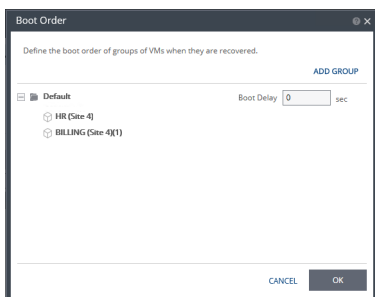 Boot Order
Define the boot order of groups of VMs when they are recovered.
ADD GROUP
Default Boot Delay 0 sec
HR (Site 4)
BILLING (Site 4)(1)
CANCEL OK